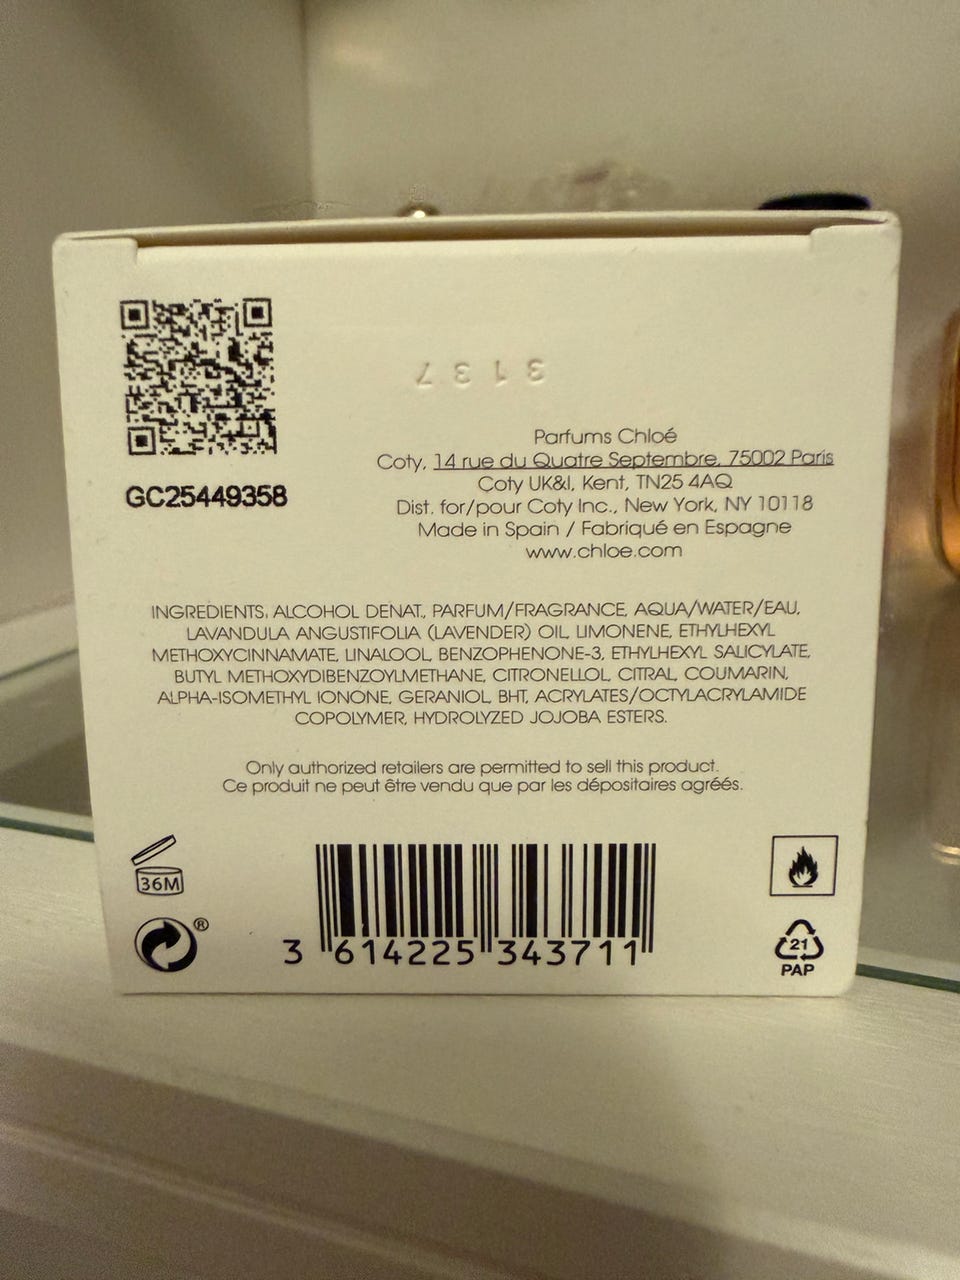 3137
GC25449358
Parfums Chloé
Coty, 14 rue du Quatre Septembre, 75002 Paris
Coty UK&I, Kent, TN25 4AQ
Dist. for/pour Coty Inc., New York, NY 10118
Made in Spain / Fabriqué en Espagne
www.chloe.com
INGREDIENTS, ALCOHOL DENAT., PARFUM/FRAGRANCE, AQUA/WATER/EAU,
LAVANDULA ANGUSTIFOLIA (LAVENDER) OIL, LIMONENE, ETHYLHEXYL
METHOXYCINNAMATE, LINALOOL, BENZOPHENONE-3, ETHYLHEXYL SALICYLATE,
BUTYL METHOXYDIBENZOYLMETHANE, CITRONELLOL, CITRAL, COUMARIN,
ALPHA-ISOMETHYL IONONE, GERANIOL, BHT, ACRYLATES/OCTYLACRYLAMIDE
COPOLYMER, HYDROLYZED JOJOBA ESTERS.
Only authorized retailers are permitted to sell this product.
Ce produit ne peut être vendu que par les dépositaires agréés.
36M
®
3 614225 343711
21
PAP